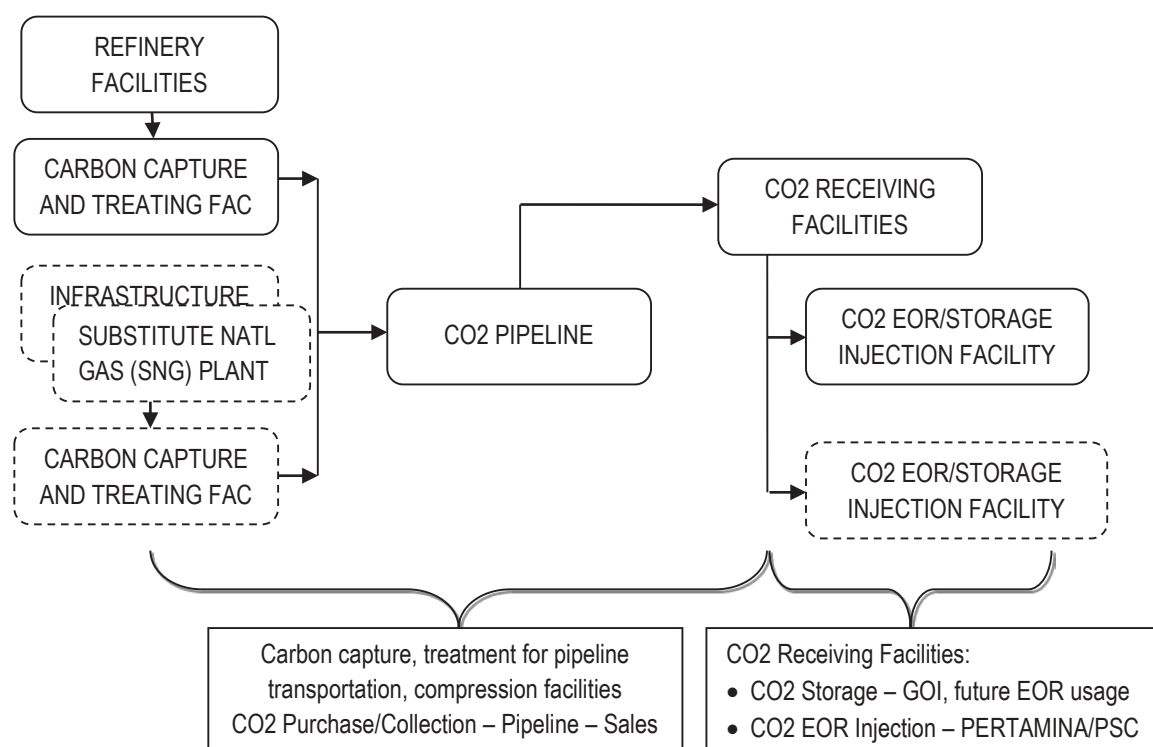 REFINERY
FACILITIES
CARBON CAPTURE
AND TREATING FAC
INFRASTRUCTURE
SUBSTITUTE NATL
GAS (SNG) PLANT
CARBON CAPTURE
AND TREATING FAC
CO2 PIPELINE
CO2 RECEIVING
FACILITIES
CO2 EOR/STORAGE
INJECTION FACILITY
CO2 EOR/STORAGE
INJECTION FACILITY
Carbon capture, treatment for pipeline
transportation, compression facilities
CO2 Purchase/Collection – Pipeline – Sales
CO2 Receiving Facilities:
• CO2 Storage – GOI, future EOR usage
• CO2 EOR Injection – PERTAMINA/PSC